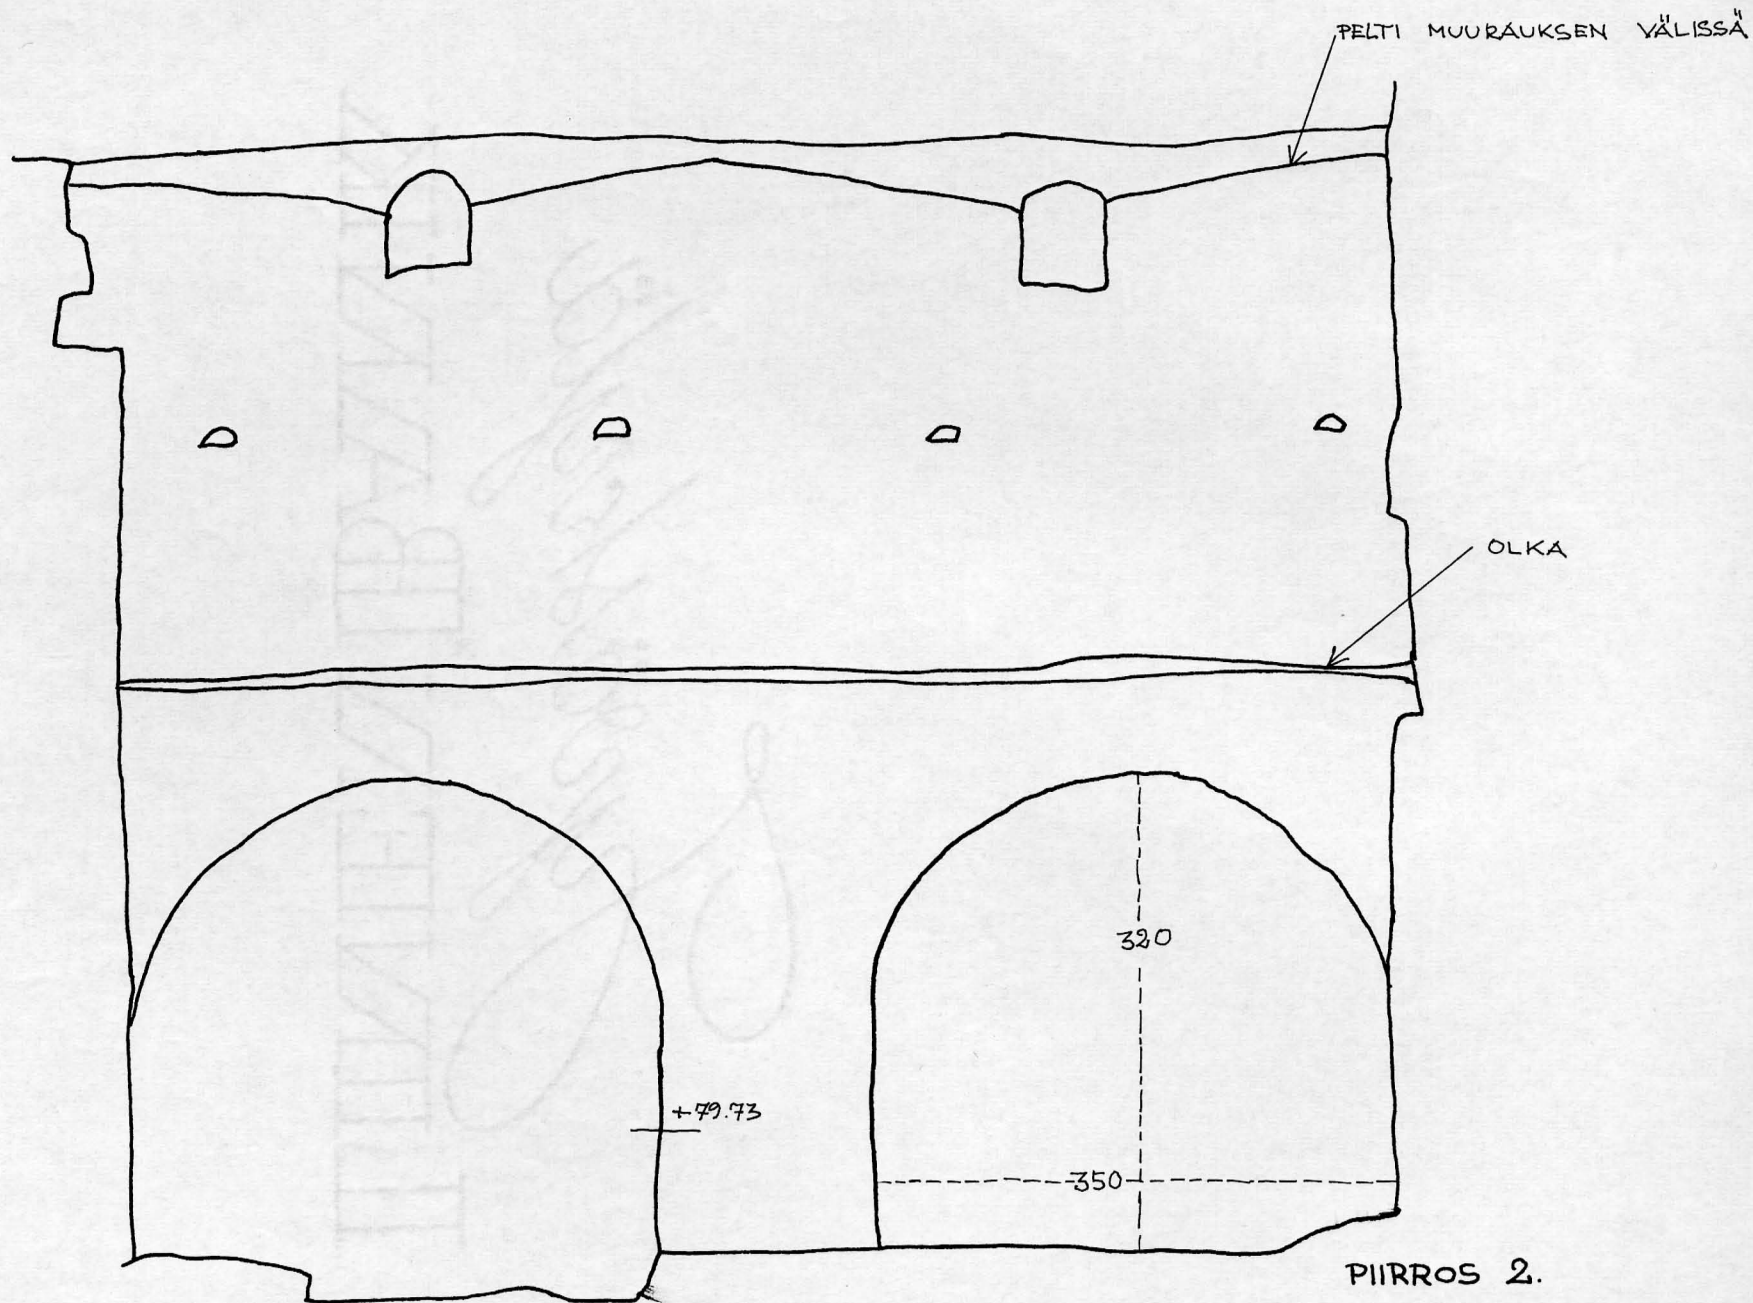 PELTI MUURAUKSEN VÄLISSÄ
OLKA
320
+79.73
350
PIIRROS 2.